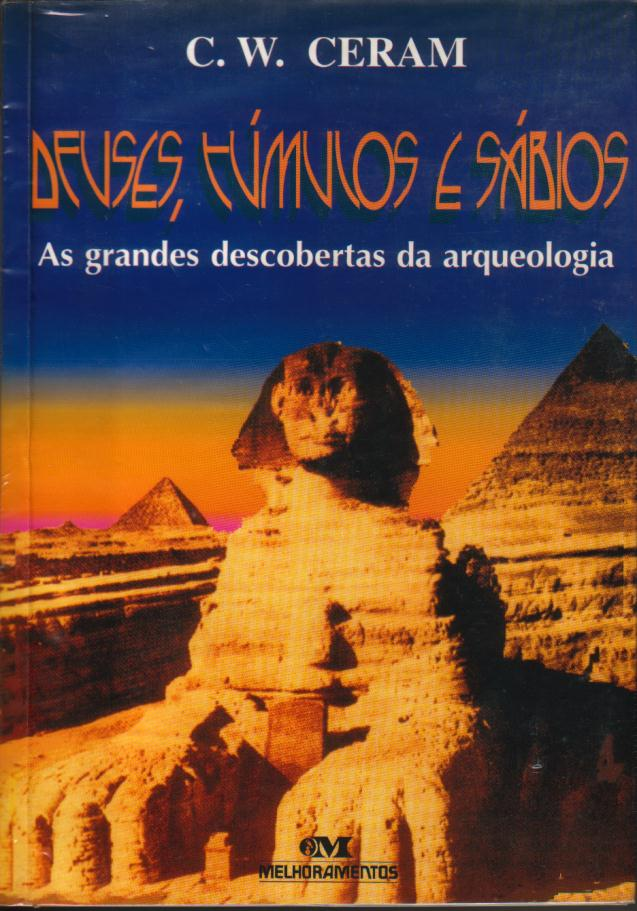 C. W. CERAM
DEUSES, TÚMULOS E SÁBIOS
As grandes descobertas da arqueologia
M
MELHORAMENTOS